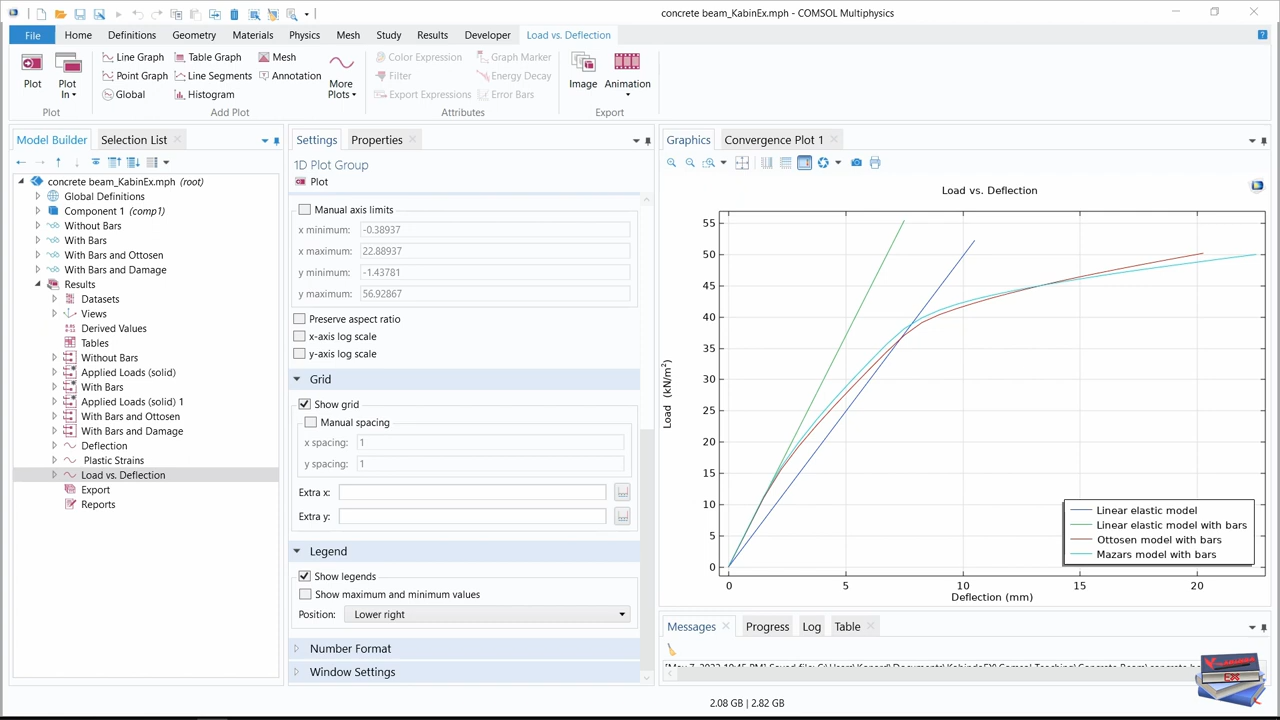 concrete beam_KabinEx.mph - COMSOL Multiphysics
File Home Definitions Geometry Materials Physics Mesh Study Results Developer Load vs. Deflection
Plot
Plot In
Plot
Line Graph Table Graph Mesh
Point Graph Line Segments Annotation
Global Histogram
More Plots
Add Plot
Color Expression Graph Marker
Filter Energy Decay
Export Expressions Error Bars
Attributes
Image Animation
Export
Model Builder Selection List
concrete beam_KabinEx.mph (root)
Global Definitions
Component 1 (comp1)
Without Bars
With Bars
With Bars and Ottosen
With Bars and Damage
Results
Datasets
Views
Derived Values
Tables
Without Bars
Applied Loads (solid)
With Bars
Applied Loads (solid) 1
With Bars and Ottosen
With Bars and Damage
Deflection
Plastic Strains
Load vs. Deflection
Export
Reports
Settings Properties
1D Plot Group
Plot
Manual axis limits
x minimum: -0.38937
x maximum: 22.88937
y minimum: -1.43781
y maximum: 56.92867
Preserve aspect ratio
x-axis log scale
y-axis log scale
Grid
Show grid
Manual spacing
x spacing: 1
y spacing: 1
Extra x:
Extra y:
Legend
Show legends
Show maximum and minimum values
Position: Lower right
Number Format
Window Settings
Graphics Convergence Plot 1
Load vs. Deflection
55
50
45
40
35
30
25
20
15
10
5
0
Load (kN/m²)
0 5 10 15 20
Deflection (mm)
Linear elastic model
Linear elastic model with bars
Ottosen model with bars
Mazars model with bars
Messages Progress Log Table
2.08 GB | 2.82 GB